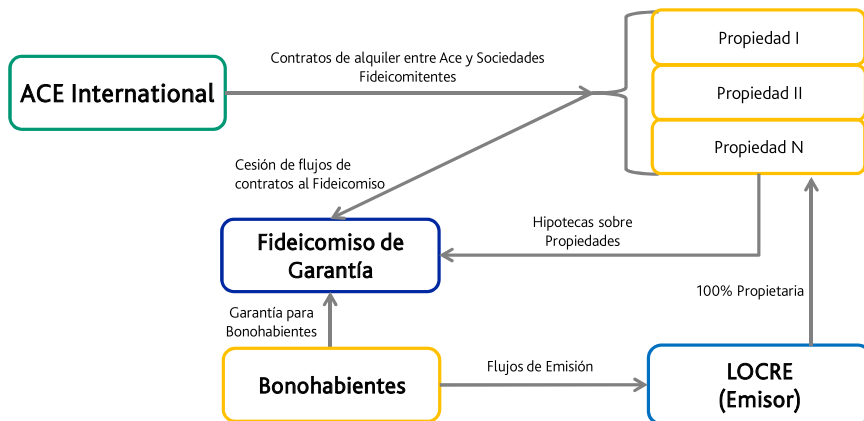 Propiedad I
Contratos de alquiler entre Ace y Sociedades
Fideicomitentes
ACE International
Propiedad II
Propiedad N
Cesión de flujos de
contratos al Fideicomiso
Hipotecas sobre
Propiedades
Fideicomiso de
Garantía
100% Propietaria
Garantía para
Bonohabientes
Flujos de Emisión
Bonohabientes
LOCRE
(Emisor)